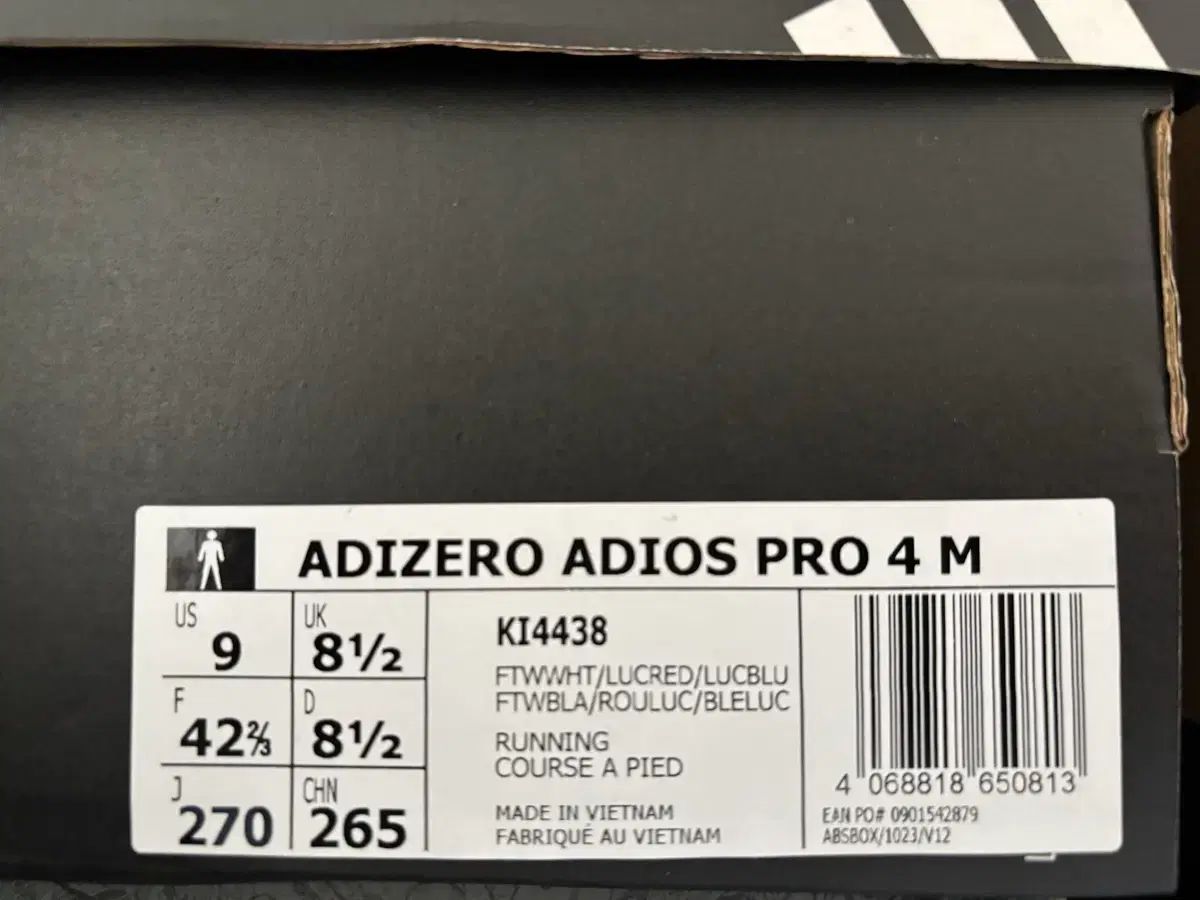 ADIZERO ADIOS PRO 4 M
US 9
UK 8½
F 42⅔
D 8½
J 270
CHN 265
KI4438
FTWWHT/LUCRED/LUCBLU
FTWBLA/ROULUC/BLELUC
RUNNING
COURSE A PIED
MADE IN VIETNAM
FABRIQUÉ AU VIETNAM
4 068818 650813
EAN PO# 0901542879
ABSBOX/1023/V12